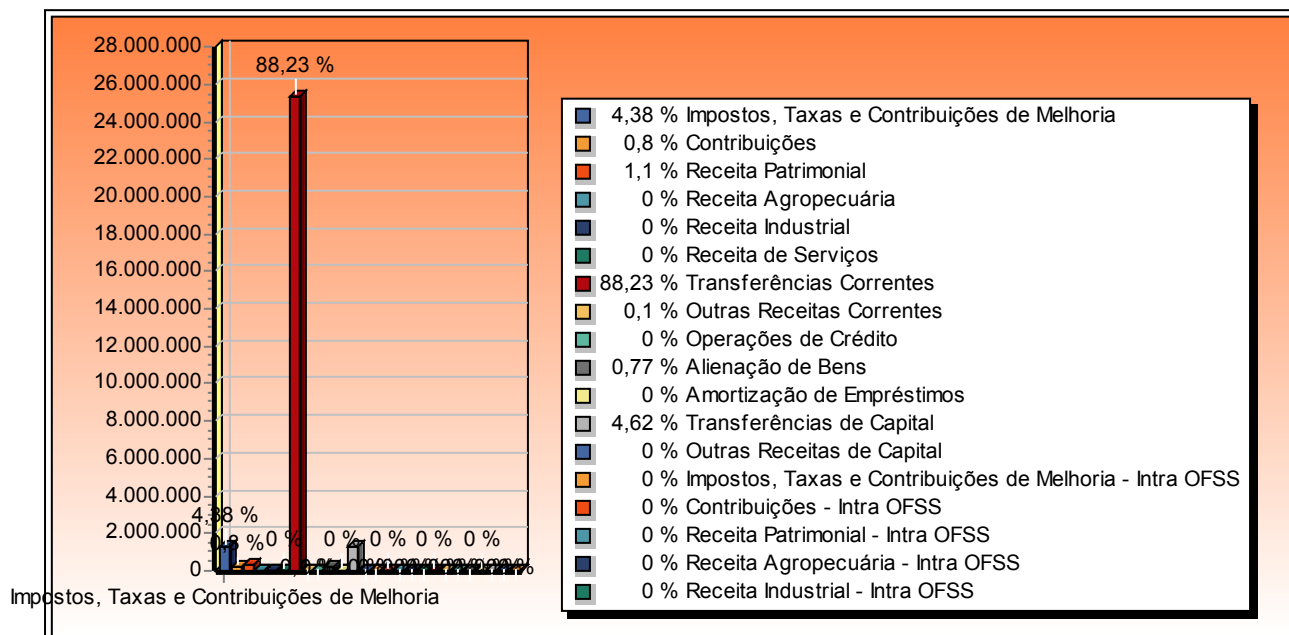 28.000.000
26.000.000
24.000.000
22.000.000
20.000.000
18.000.000
16.000.000
14.000.000
12.000.000
10.000.000
8.000.000
6.000.000
4.000.000
2.000.000
0
88,23 %
4,38 %
0 % 0 % 0 % 0 % 0 %
Impostos, Taxas e Contribuições de Melhoria
4,38 % Impostos, Taxas e Contribuições de Melhoria
0,8 % Contribuições
1,1 % Receita Patrimonial
0 % Receita Agropecuária
0 % Receita Industrial
0 % Receita de Serviços
88,23 % Transferências Correntes
0,1 % Outras Receitas Correntes
0 % Operações de Crédito
0,77 % Alienação de Bens
0 % Amortização de Empréstimos
4,62 % Transferências de Capital
0 % Outras Receitas de Capital
0 % Impostos, Taxas e Contribuições de Melhoria - Intra OFSS
0 % Contribuições - Intra OFSS
0 % Receita Patrimonial - Intra OFSS
0 % Receita Agropecuária - Intra OFSS
0 % Receita Industrial - Intra OFSS